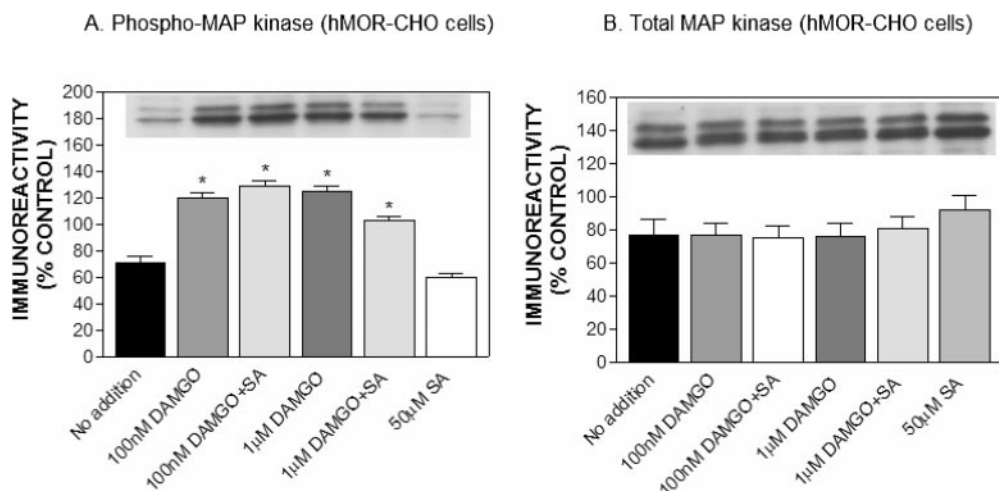 A. Phospho-MAP kinase (hMOR-CHO cells)
IMMUNOREACTIVITY
(% CONTROL)
200
180
160
140
120
100
80
60
40
20
0
*
*
*
*
No addition
100nM DAMGO
100nM DAMGO+SA
1µM DAMGO
1µM DAMGO+SA
50µM SA
B. Total MAP kinase (hMOR-CHO cells)
IMMUNOREACTIVITY
(% CONTROL)
160
140
120
100
80
60
40
20
0
No addition
100nM DAMGO
100nM DAMGO+SA
1µM DAMGO
1µM DAMGO+SA
50µM SA